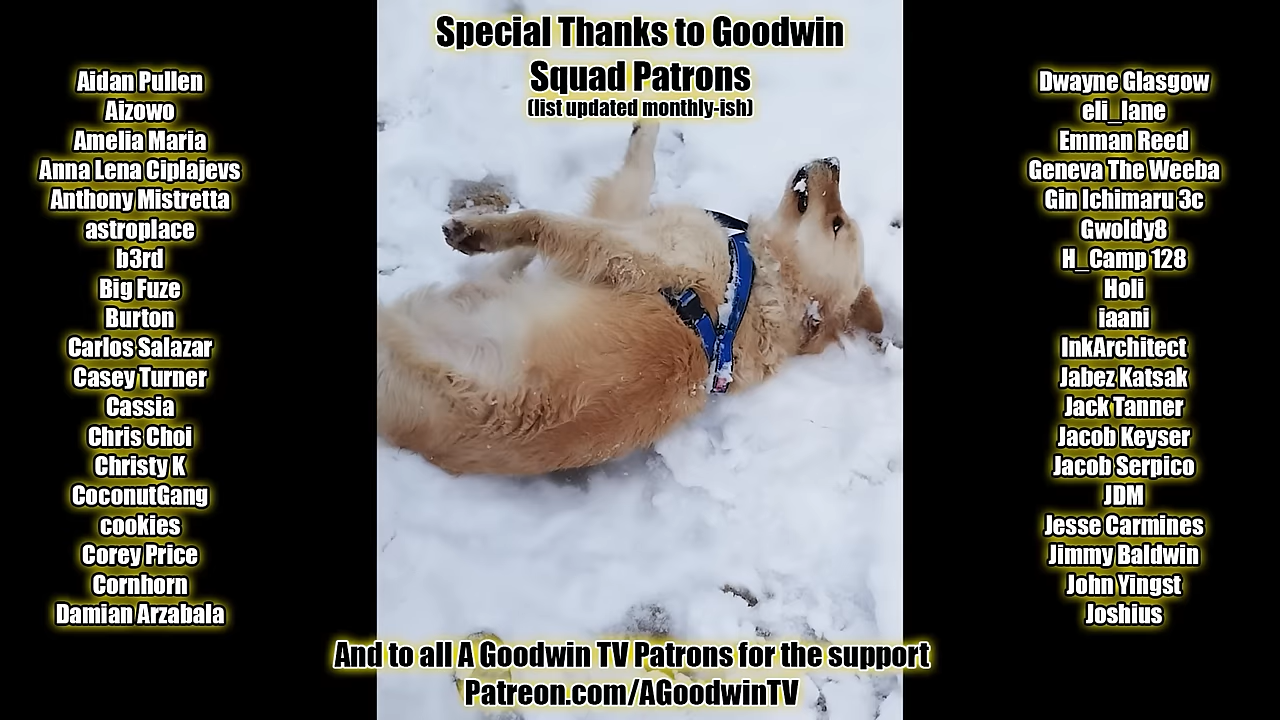 Special Thanks to Goodwin
Squad Patrons
(list updated monthly-ish)
Aidan Pullen
Aizowo
Amelia Maria
Anna Lena Ciplajevs
Anthony Mistretta
astroplace
b3rd
Big Fuze
Burton
Carlos Salazar
Casey Turner
Cassia
Chris Choi
Christy K
CoconutGang
cookies
Corey Price
Cornhorn
Damian Arzabala
Dwayne Glasgow
eli_lane
Emman Reed
Geneva The Weeba
Gin Ichimaru 3c
Gwoldy8
H_Camp 128
Holi
iaani
InkArchitect
Jabez Katsak
Jack Tanner
Jacob Keyser
Jacob Serpico
JDM
Jesse Carmines
Jimmy Baldwin
John Yingst
Joshius
And to all A Goodwin TV Patrons for the support
Patreon.com/AGoodwinTV